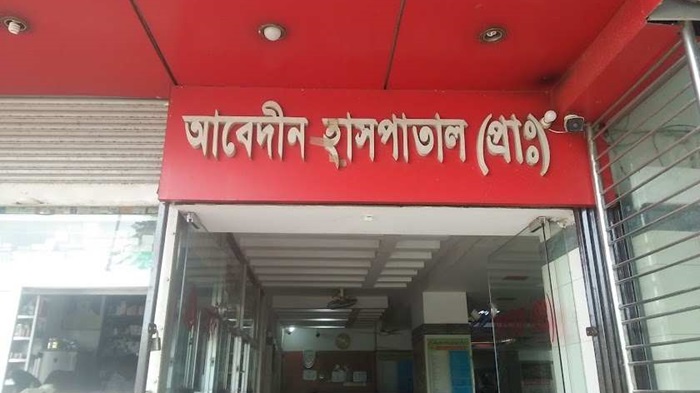 আবেদীন হাসপাতাল (প্রাঃ)